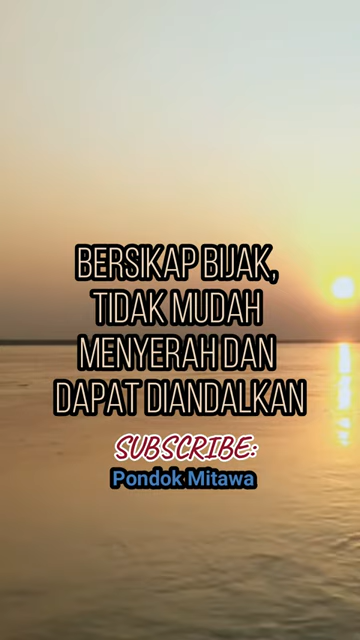 BERSIKAP BIJAK,
TIDAK MUDAH
MENYERAH DAN
DAPAT DIANDALKAN
SUBSCRIBE:
Pondok Mitawa